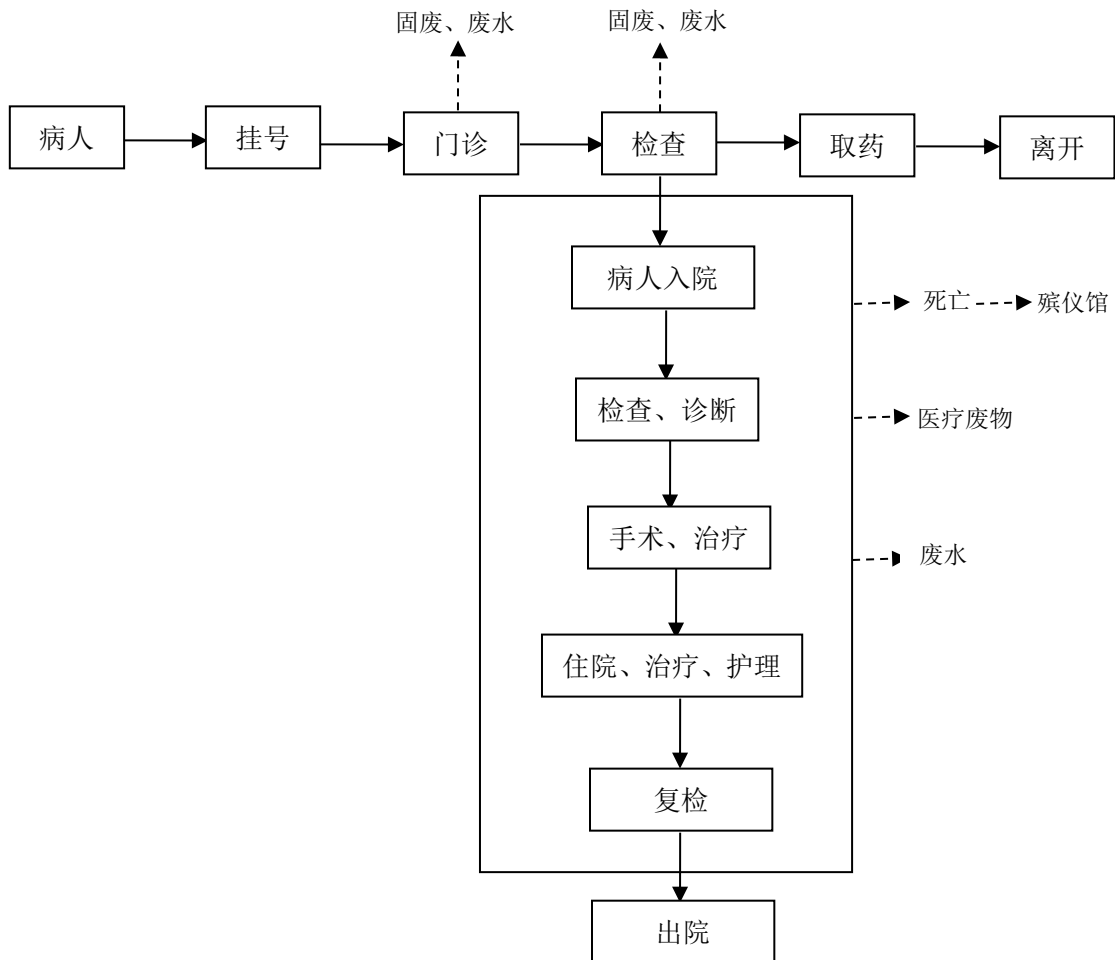 固废、废水
固废、废水
病人
挂号
门诊
检查
取药
离开
病人入院
死亡
殡仪馆
检查、诊断
医疗废物
手术、治疗
废水
住院、治疗、护理
复检
出院